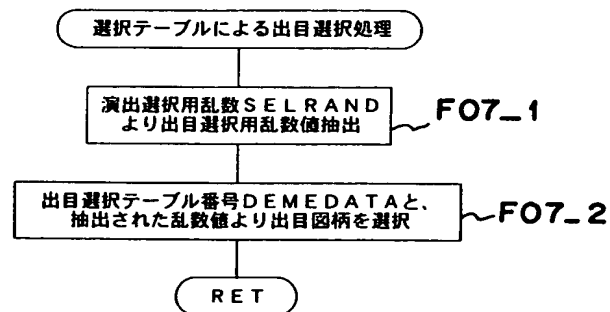 選択テーブルによる出目選択処理
演出選択用乱数SELRAND
より出目選択用乱数値抽出
F07_1
出目選択テーブル番号DEMEDATAと、
抽出された乱数値より出目図柄を選択
F07_2
RET